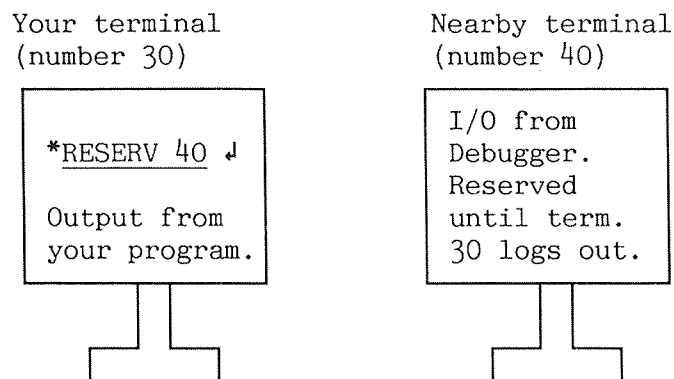 Your terminal
(number 30)
*RESERV 40 ↲
Output from
your program.
Nearby terminal
(number 40)
I/O from
Debugger.
Reserved
until term.
30 logs out.